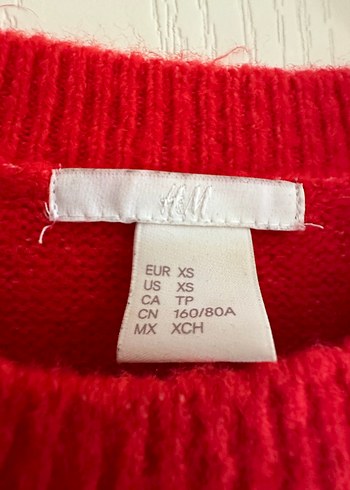 H&M
EUR XS
US XS
CA TP
CN 160/80A
MX XCH